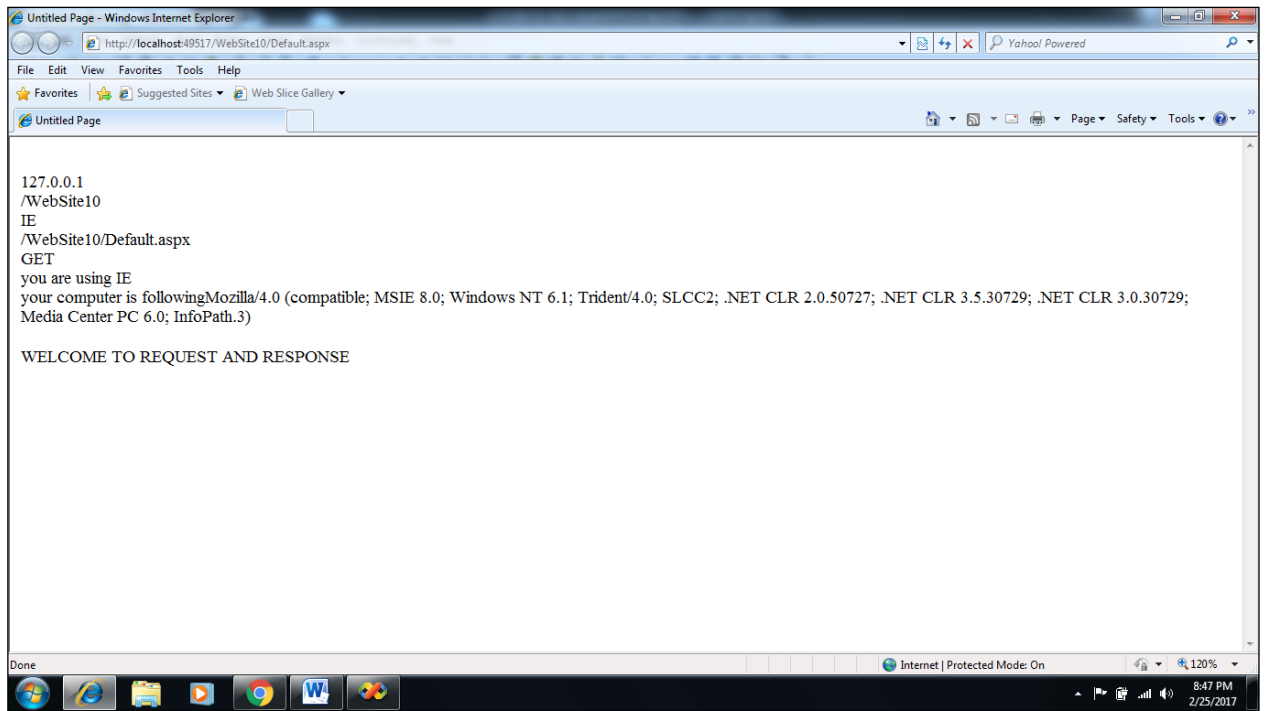 Untitled Page - Windows Internet Explorer
http://localhost:49517/WebSite10/Default.aspx
Yahoo! Powered
File Edit View Favorites Tools Help
Favorites Suggested Sites Web Slice Gallery
Untitled Page
Page Safety Tools
127.0.0.1
/WebSite10
IE
/WebSite10/Default.aspx
GET
you are using IE
your computer is followingMozilla/4.0 (compatible; MSIE 8.0; Windows NT 6.1; Trident/4.0; SLCC2; .NET CLR 2.0.50727; .NET CLR 3.5.30729; .NET CLR 3.0.30729;
Media Center PC 6.0; InfoPath.3)
WELCOME TO REQUEST AND RESPONSE
Done Internet | Protected Mode: On 120%
8:47 PM
2/25/2017